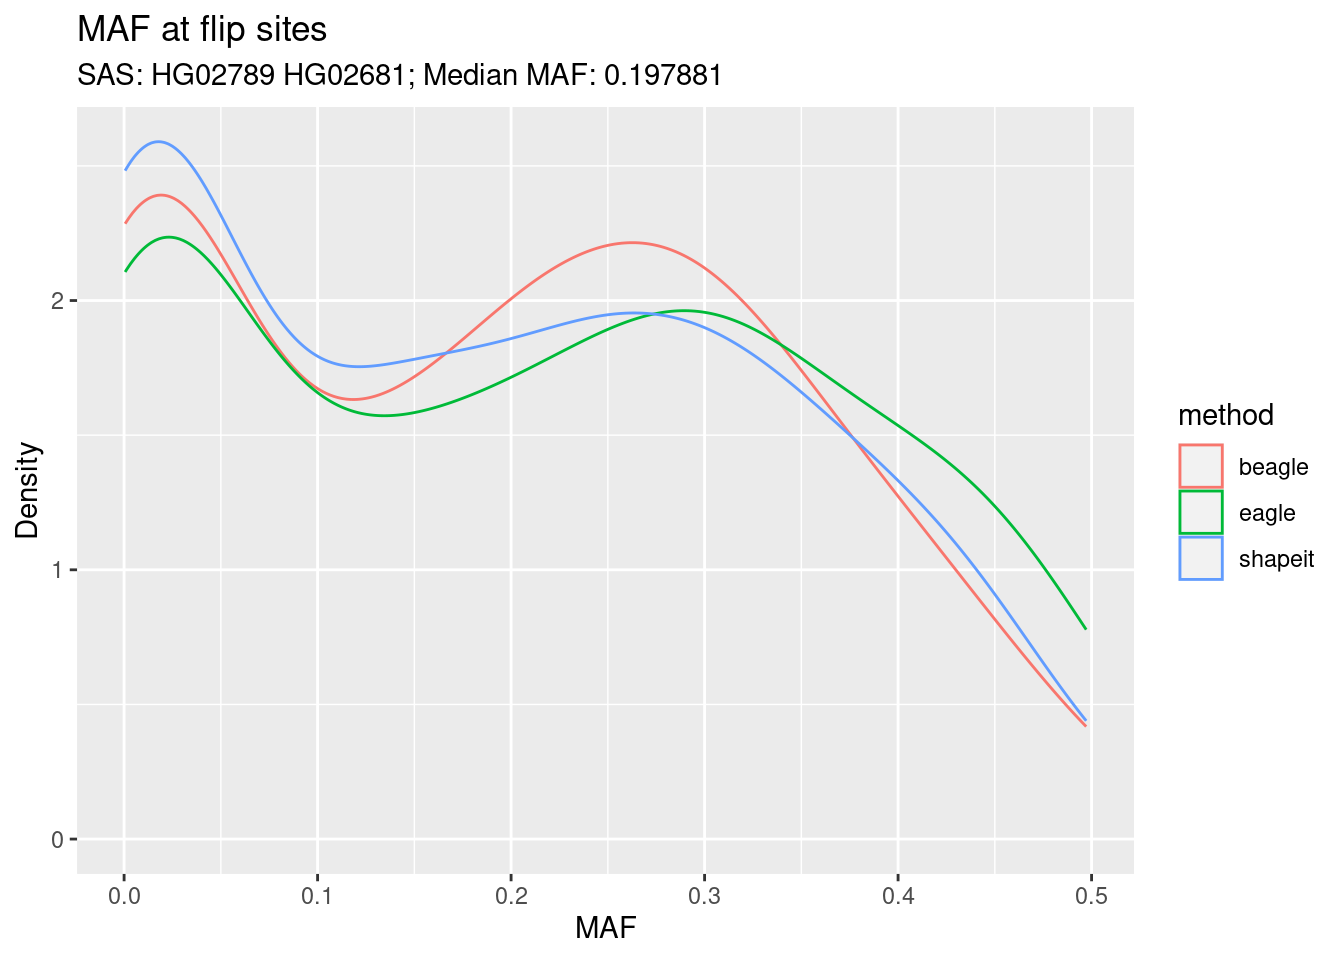 MAF at flip sites
SAS: HG02789 HG02681; Median MAF: 0.197881
Density
2
1
0
0.0 0.1 0.2 0.3 0.4 0.5
MAF
method
beagle
eagle
shapeit